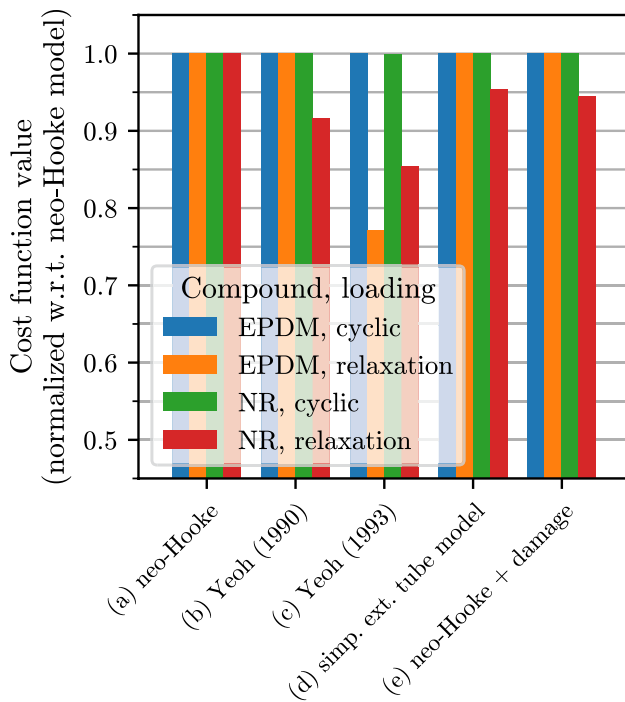 Cost function value
(normalized w.r.t. neo-Hooke model)
1.0
0.9
0.8
0.7
0.6
0.5
Compound, loading
EPDM, cyclic
EPDM, relaxation
NR, cyclic
NR, relaxation
(a) neo-Hooke
(b) Yeoh (1990)
(c) Yeoh (1993)
(d) simp. ext. tube model
(e) neo-Hooke + damage